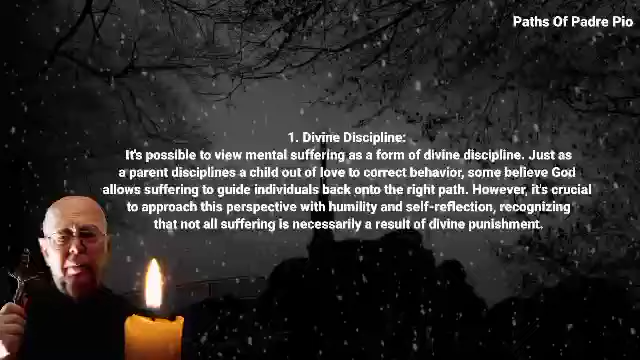 Paths Of Padre Pio
1. Divine Discipline:
It's possible to view mental suffering as a form of divine discipline. Just as
a parent disciplines a child out of love to correct behavior, some believe God
allows suffering to guide individuals back onto the right path. However, it's crucial
to approach this perspective with humility and self-reflection, recognizing
that not all suffering is necessarily a result of divine punishment.